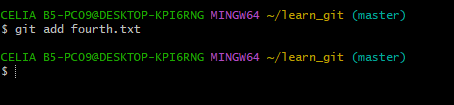 CELIA B5-PC09@DESKTOP-KPI6RNG MINGW64 ~/learn_git (master)
$ git add fourth.txt
CELIA B5-PC09@DESKTOP-KPI6RNG MINGW64 ~/learn_git (master)
$